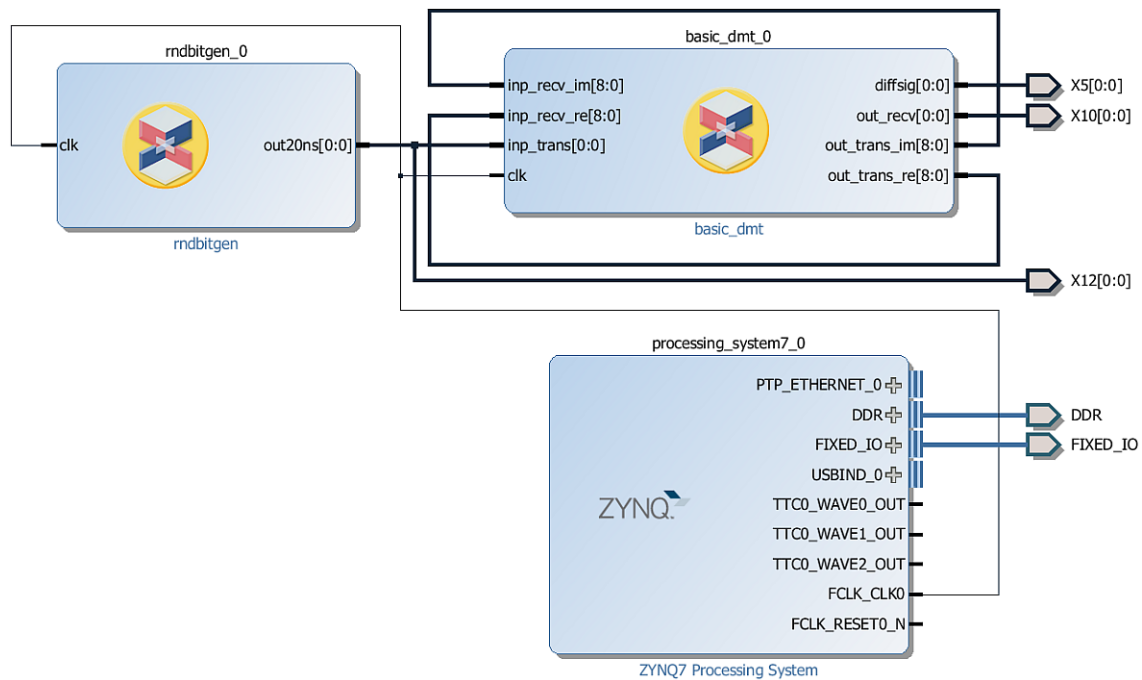 rndbitgen_0
clk
out20ns[0:0]
rndbitgen
basic_dmt_0
inp_recv_im[8:0]
inp_recv_re[8:0]
inp_trans[0:0]
clk
diffsig[0:0]
out_recv[0:0]
out_trans_im[8:0]
out_trans_re[8:0]
basic_dmt
X5[0:0]
X10[0:0]
X12[0:0]
processing_system7_0
PTP_ETHERNET_0
DDR
FIXED_IO
USBIND_0
TTC0_WAVE0_OUT
TTC0_WAVE1_OUT
TTC0_WAVE2_OUT
FCLK_CLK0
FCLK_RESET0_N
ZYNQ.
ZYNQ7 Processing System
DDR
FIXED_IO